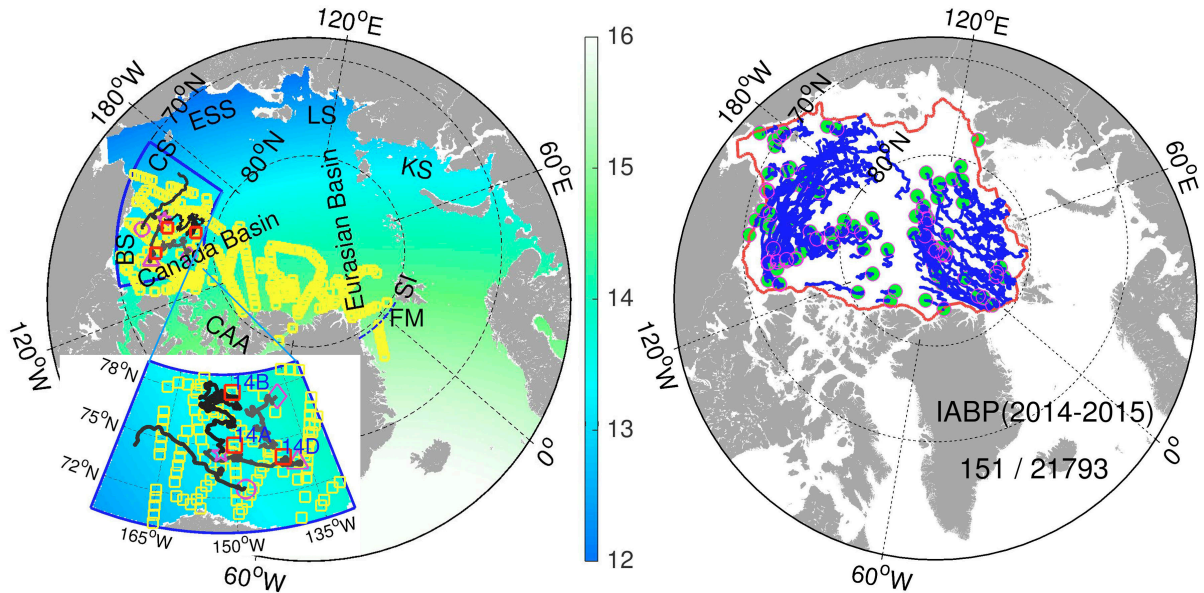 120°E
180°W
70°N
ESS
LS
CS
80°N
KS
60°E
BS
Canada Basin
Eurasian Basin
SI
FM
CAA
120°W
0°
60°W
78°N
75°N
72°N
14B
14A
14D
165°W
150°W
135°W
16
15
14
13
12
120°E
180°W
70°N
80°N
60°E
120°W
IABP(2014-2015)
151 / 21793
0°
60°W